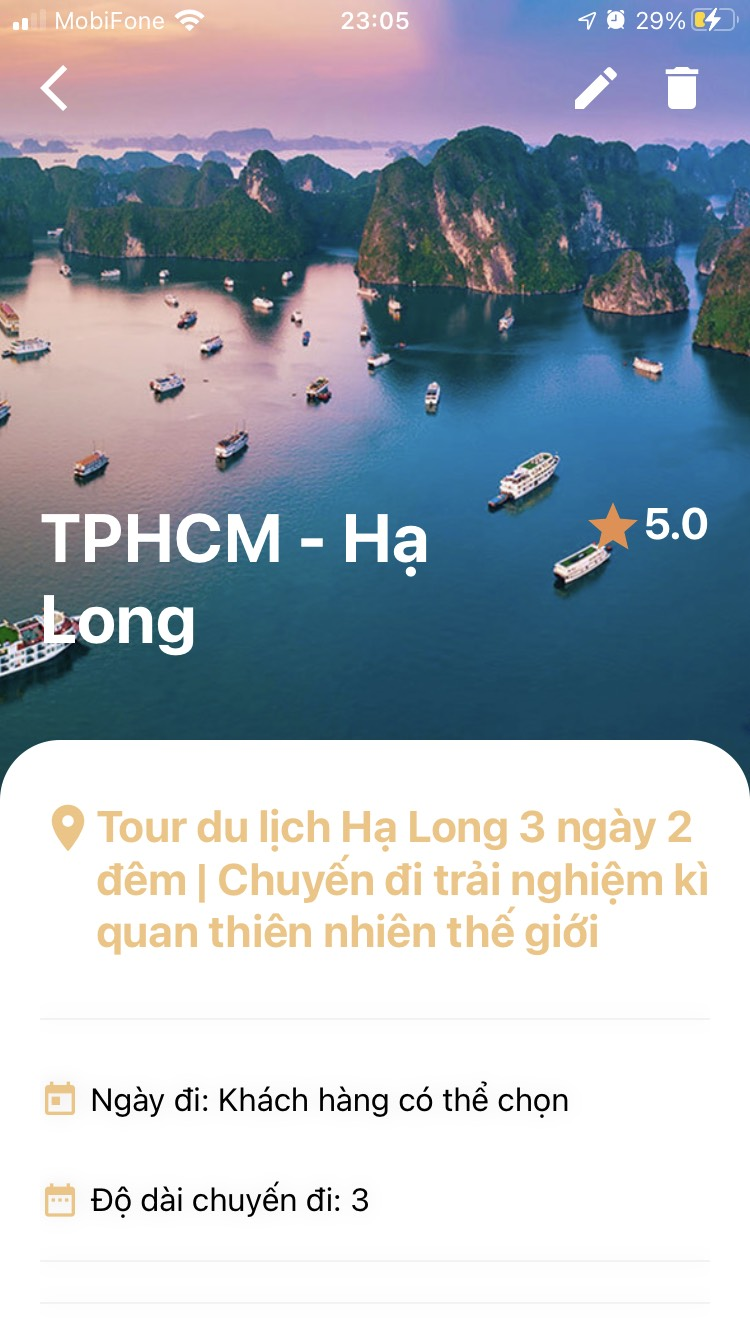 MobiFone 23:05 29%
TPHCM - Hạ
Long
5.0
Tour du lịch Hạ Long 3 ngày 2
đêm | Chuyến đi trải nghiệm kì
quan thiên nhiên thế giới
Ngày đi: Khách hàng có thể chọn
Độ dài chuyến đi: 3